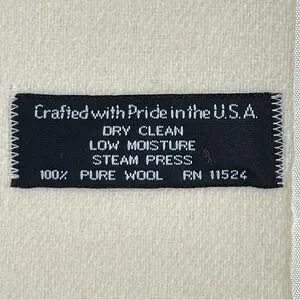 Crafted with Pride in the U.S.A.
DRY CLEAN
LOW MOISTURE
STEAM PRESS
100% PURE WOOL RN 11524